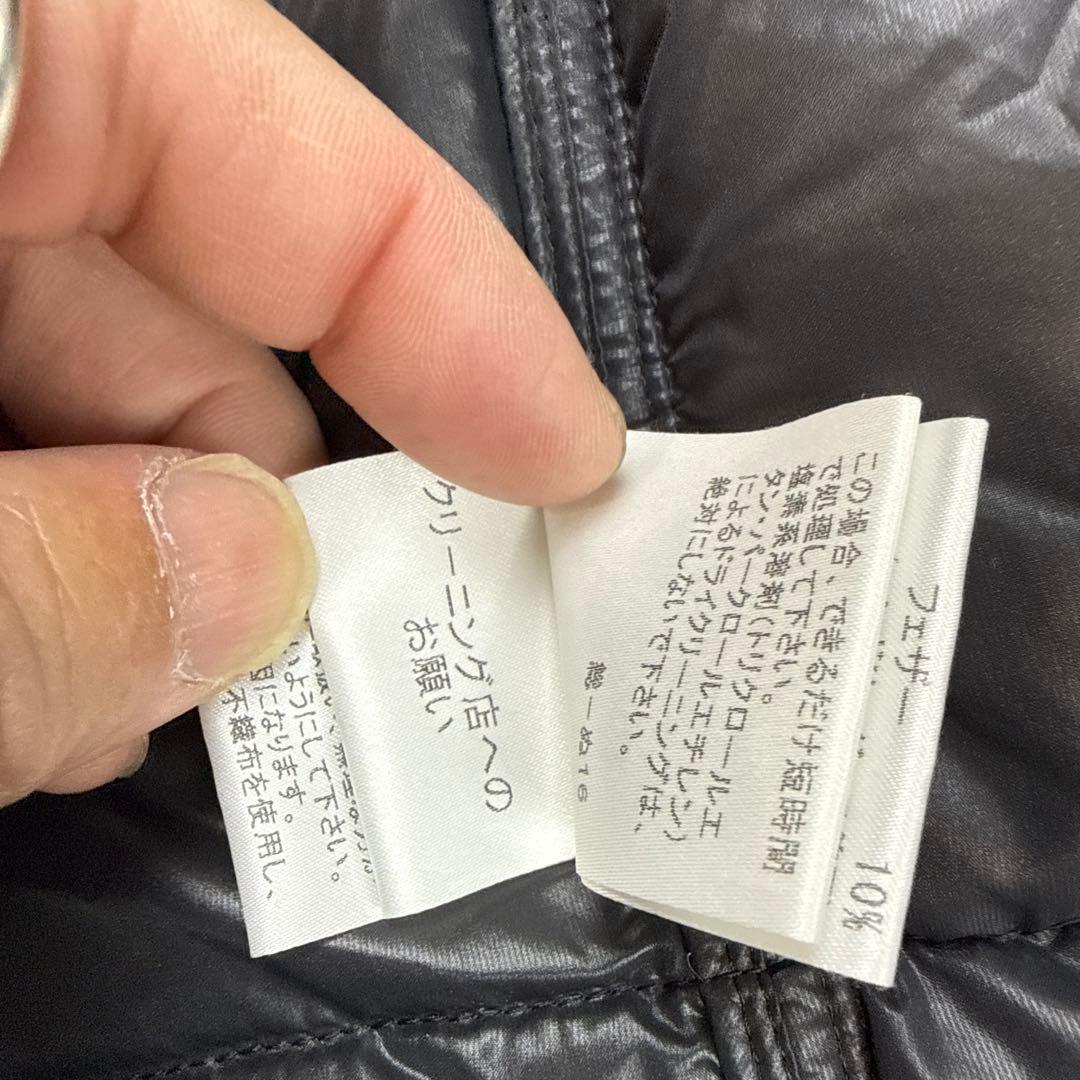 フェザー
10%
この場合、できるだけ短時間
で処理して下さい。
塩素系溶剤(トリクロールエ
タン、パークロールエチレン)
によるドライクリーニングは、
絶対にしないで下さい。
クリーニング店への
お願い
いようにして下さい。
になります。
不織布を使用し、